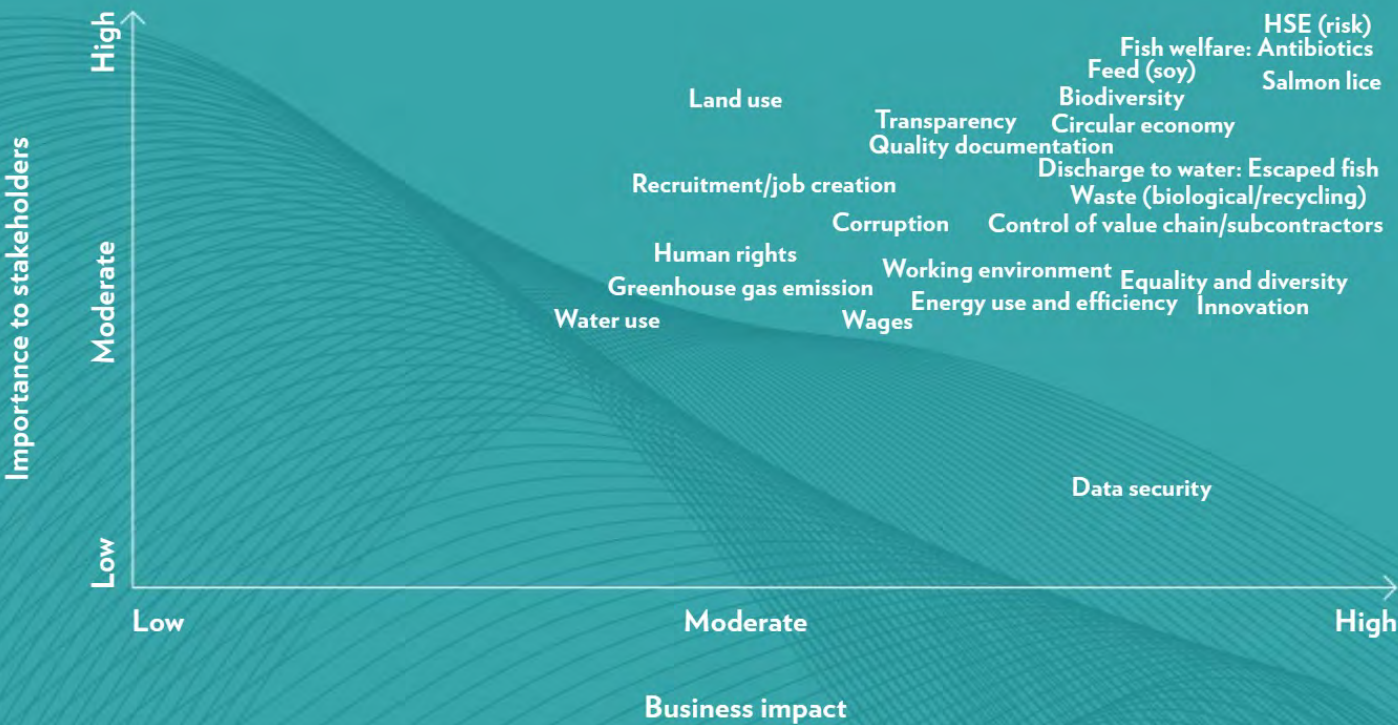 High
HSE (risk)
Fish welfare: Antibiotics
Feed (soy)
Salmon lice
Land use
Biodiversity
Transparency
Circular economy
Quality documentation
Discharge to water: Escaped fish
Recruitment/job creation
Waste (biological/recycling)
Corruption
Control of value chain/subcontractors
Importance to stakeholders
Moderate
Human rights
Working environment
Equality and diversity
Greenhouse gas emission
Energy use and efficiency
Innovation
Water use
Wages
Data security
Low
Low
Moderate
High
Business impact